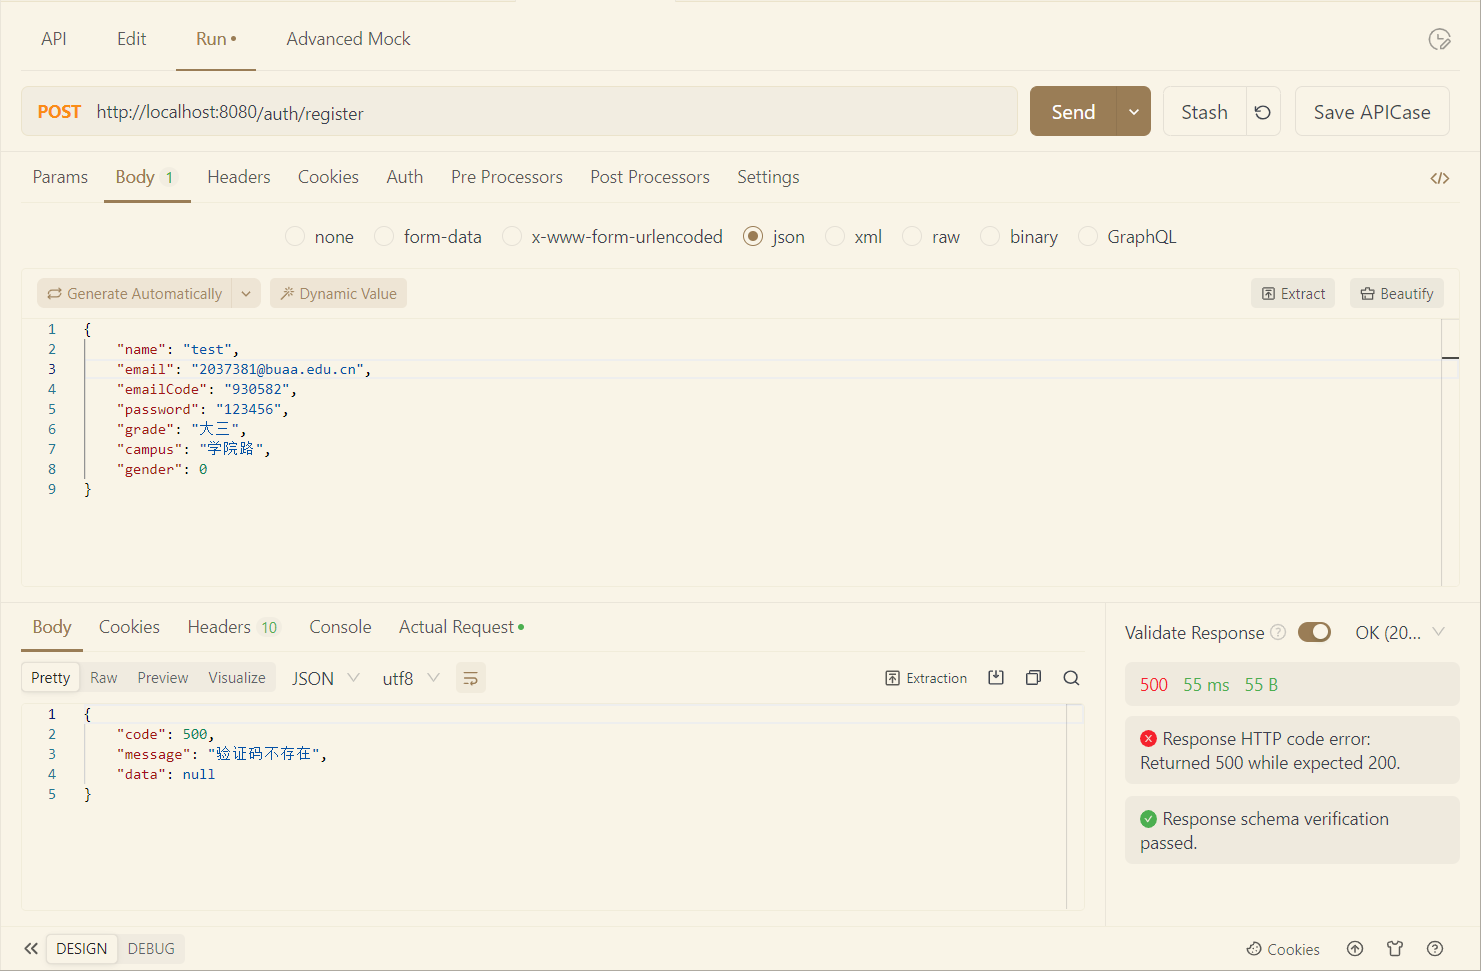 API Edit Run • Advanced Mock
POST http://localhost:8080/auth/register Send Stash Save APICase
Params Body 1 Headers Cookies Auth Pre Processors Post Processors Settings </>
none form-data x-www-form-urlencoded json xml raw binary GraphQL
Generate Automatically Dynamic Value Extract Beautify
1 {
2 "name": "test",
3 "email": "2037381@buaa.edu.cn",
4 "emailCode": "930582",
5 "password": "123456",
6 "grade": "大三",
7 "campus": "学院路",
8 "gender": 0
9 }
Body Cookies Headers 10 Console Actual Request •
Pretty Raw Preview Visualize JSON utf8 Extraction
1 {
2 "code": 500,
3 "message": "验证码不存在",
4 "data": null
5 }
Validate Response ? OK (20...
500 55 ms 55 B
Response HTTP code error:
Returned 500 while expected 200.
Response schema verification
passed.
DESIGN DEBUG Cookies